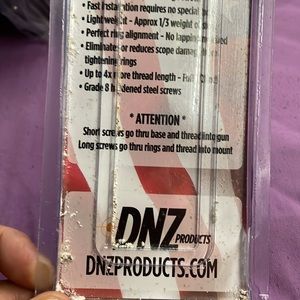 • Fast installation requires no special
• Lightweight - Approx 1/3 weight
• Perfect ring alignment - No lapping needed
• Eliminates or reduces scope damage
tightening rings
• Up to 4x more thread length - Full
• Grade 8 hardened steel screws
* ATTENTION *
Short screws go thru base and thread into gun
Long screws go thru rings and thread into mount
DNZ
PRODUCTS
DNZPRODUCTS.COM